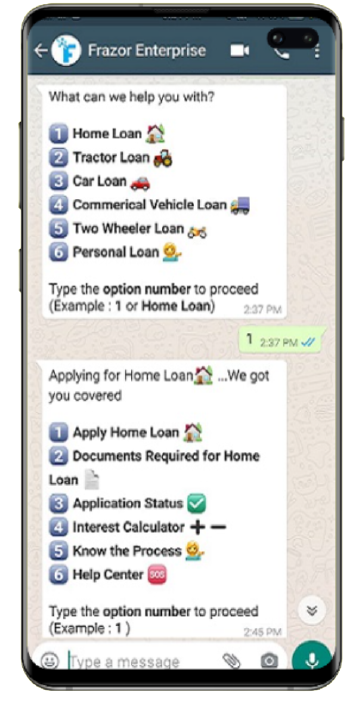 Frazor Enterprise
What can we help you with?
1 Home Loan 🏠
2 Tractor Loan 🚜
3 Car Loan 🚗
4 Commerical Vehicle Loan 🚚
5 Two Wheeler Loan 🏍
6 Personal Loan 💁
Type the option number to proceed
(Example : 1 or Home Loan)
2:37 PM
1 2:37 PM
Applying for Home Loan🏠 ...We got
you covered
1 Apply Home Loan 🏠
2 Documents Required for Home
Loan 📄
3 Application Status ✅
4 Interest Calculator ➕ ➖
5 Know the Process 💁
6 Help Center 🆘
Type the option number to proceed
(Example : 1 )
2:45 PM
Type a message